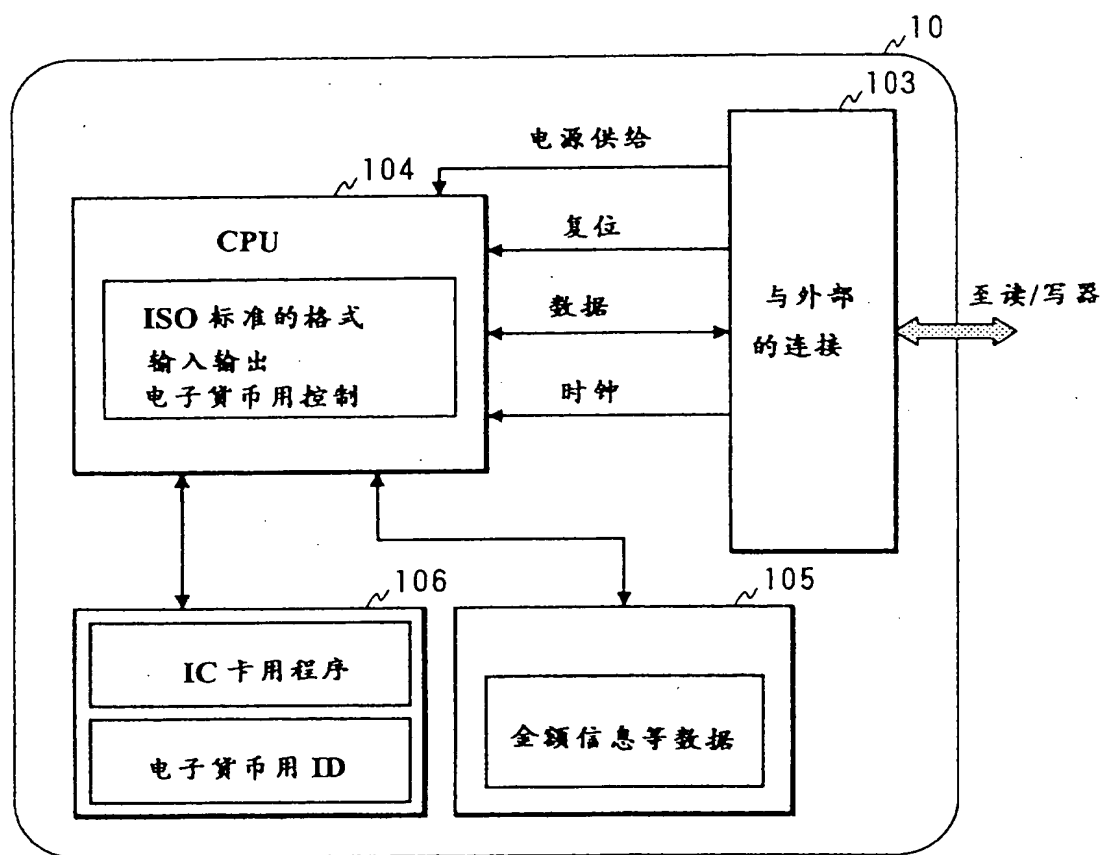 10
103
电源供给
104
CPU
复位
ISO 标准的格式
输入输出
电子货币用控制
数据
时钟
与外部
的连接
至读/写器
106
IC 卡用程序
电子货币用 ID
105
金额信息等数据